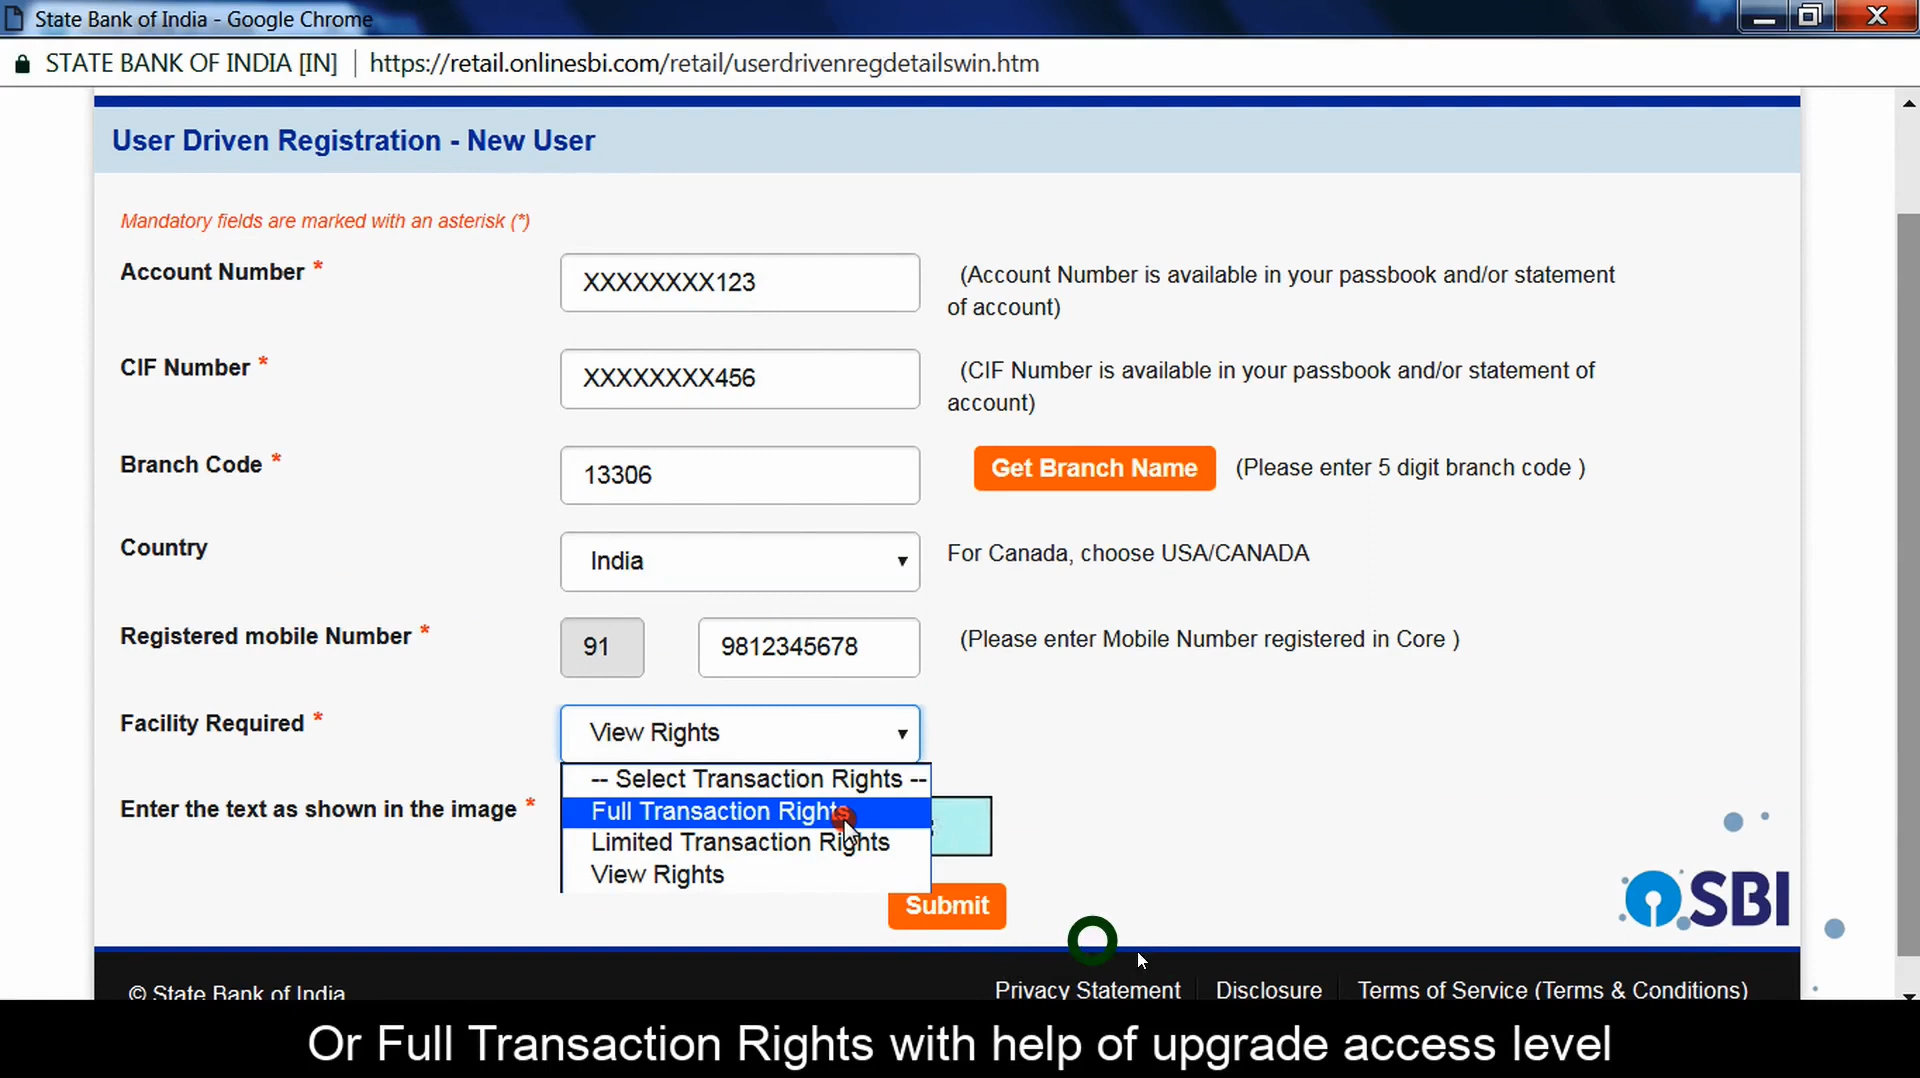 State Bank of India - Google Chrome
STATE BANK OF INDIA [IN] | https://retail.onlinesbi.com/retail/userdrivenregdetailswin.htm
User Driven Registration - New User
Mandatory fields are marked with an asterisk (*)
Account Number *
XXXXXXXX123
(Account Number is available in your passbook and/or statement
of account)
CIF Number *
XXXXXXXX456
(CIF Number is available in your passbook and/or statement of
account)
Branch Code *
13306
Get Branch Name
(Please enter 5 digit branch code )
Country
India
For Canada, choose USA/CANADA
Registered mobile Number *
91
9812345678
(Please enter Mobile Number registered in Core )
Facility Required *
View Rights
-- Select Transaction Rights --
Full Transaction Rights
Limited Transaction Rights
View Rights
Enter the text as shown in the image *
Submit
SBI
© State Bank of India
Privacy Statement
Disclosure
Terms of Service (Terms & Conditions)
Or Full Transaction Rights with help of upgrade access level